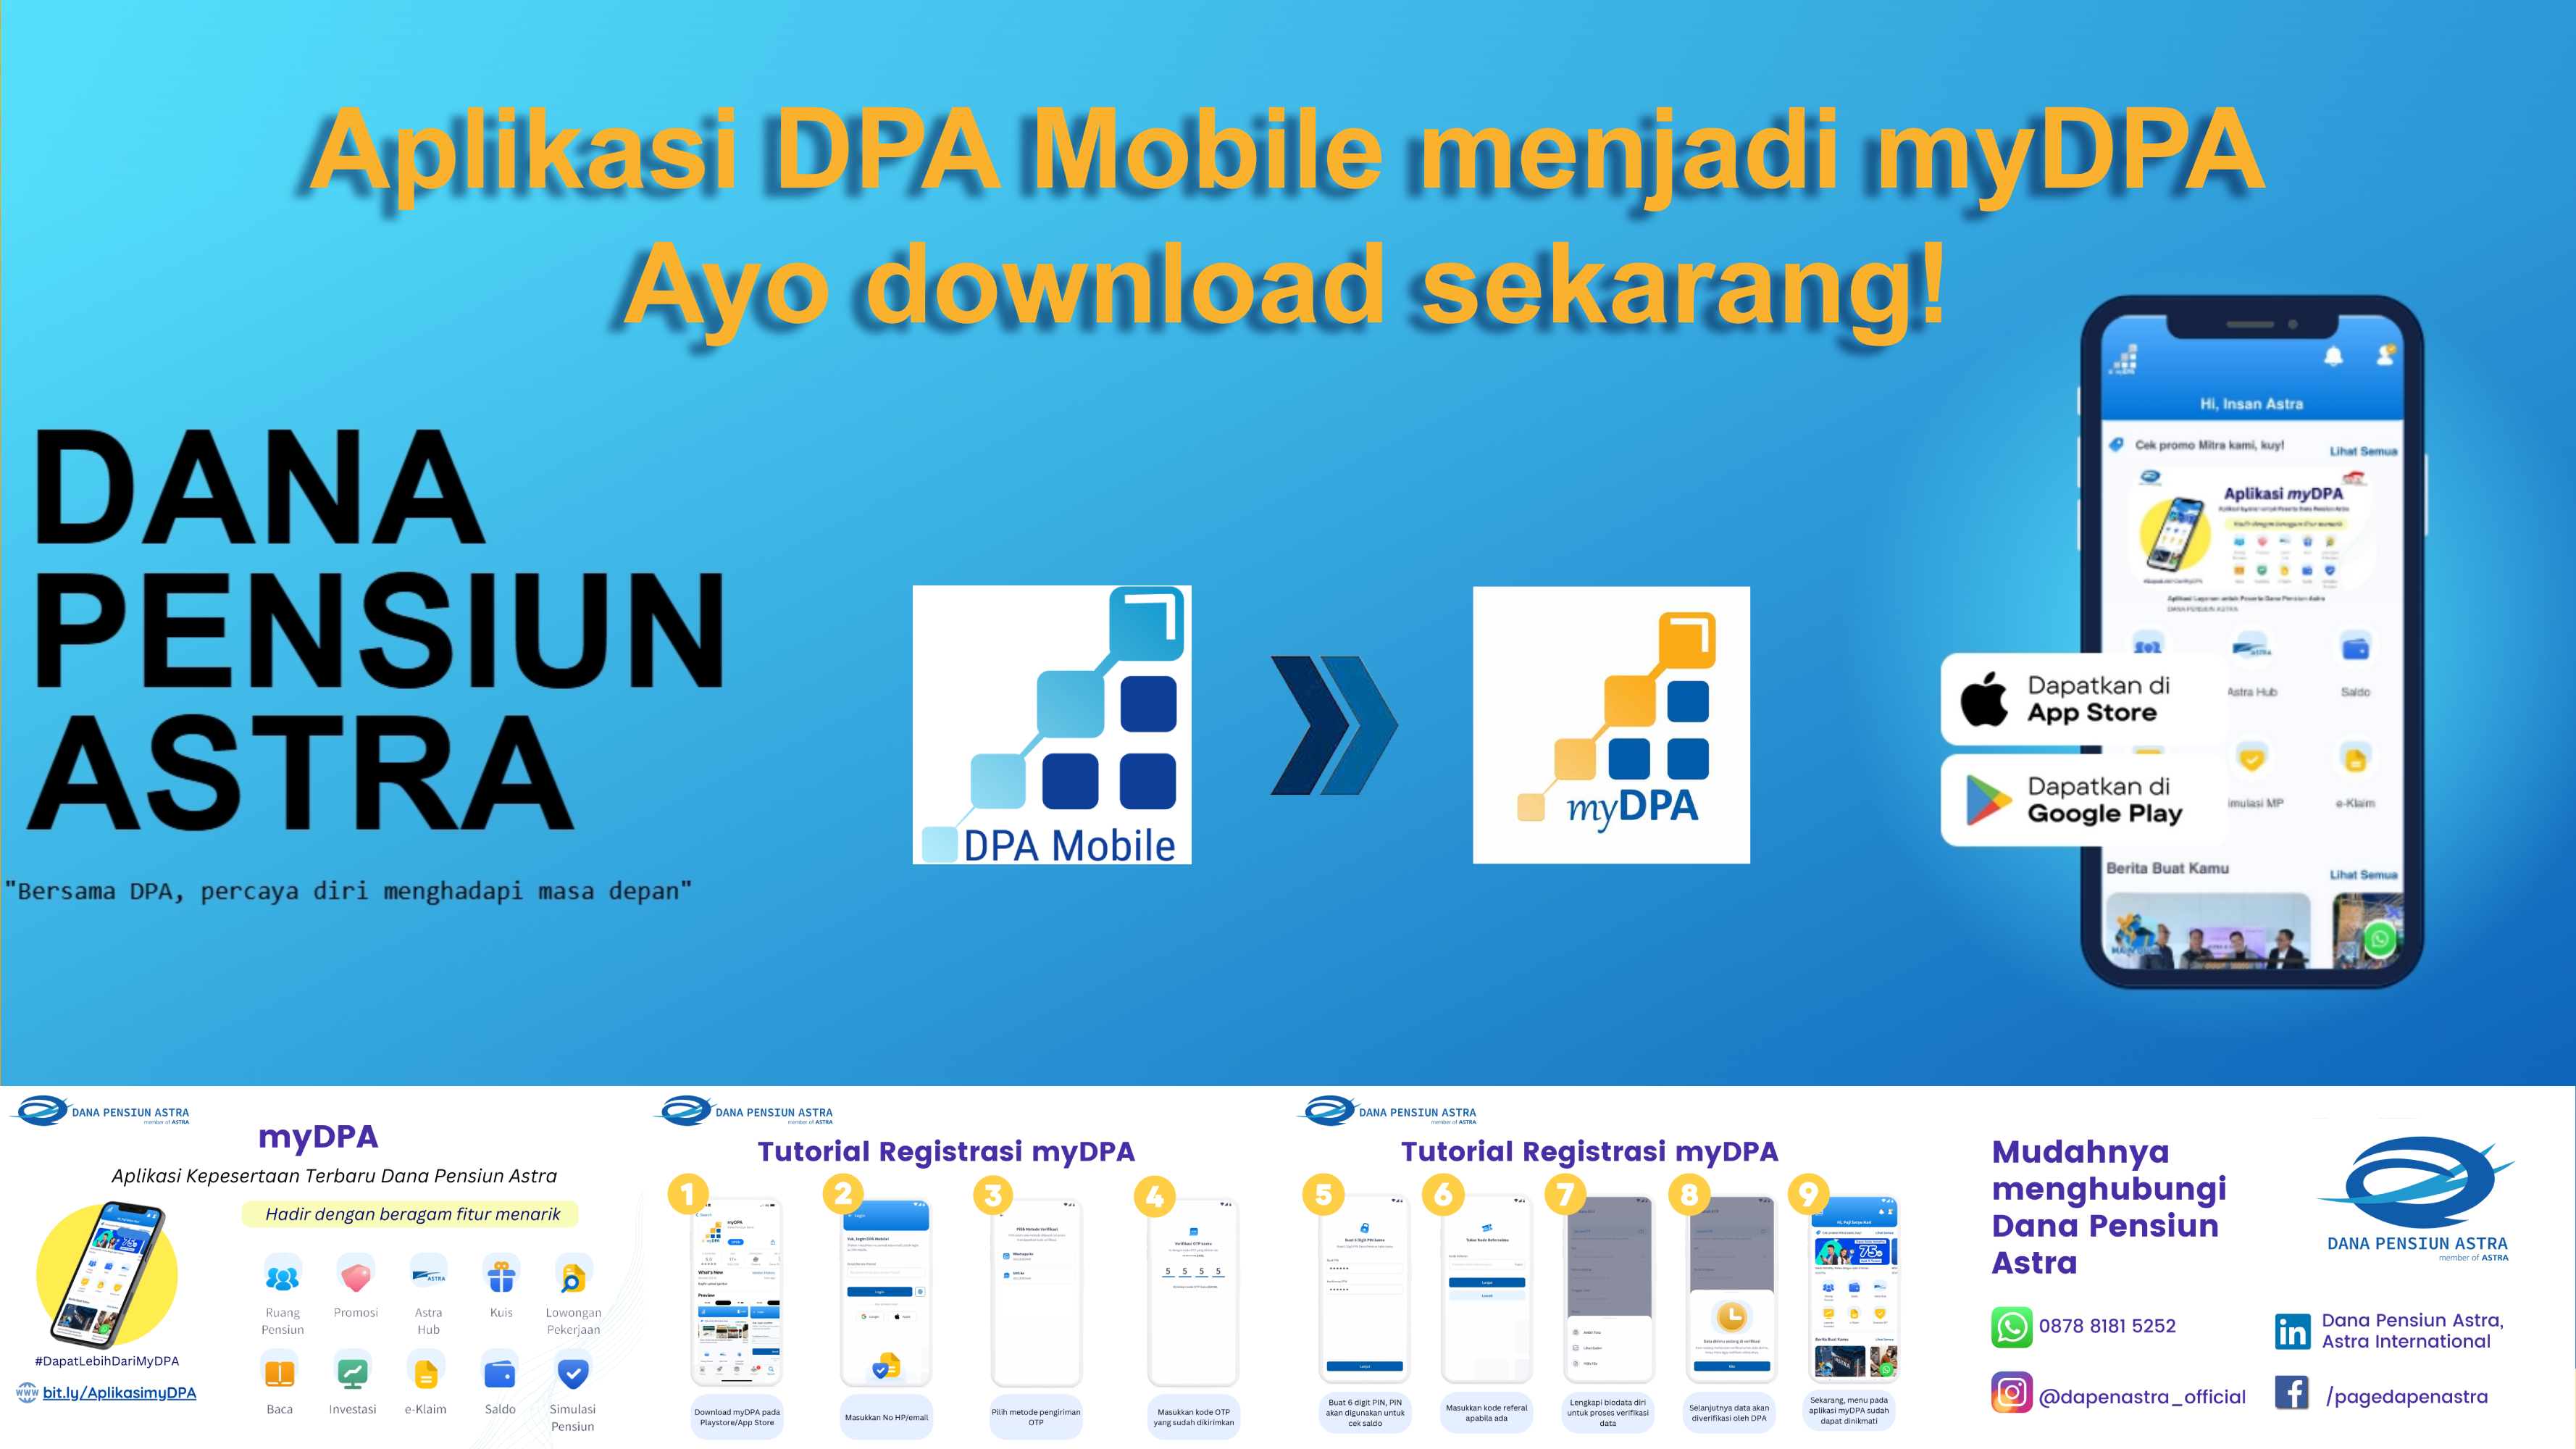 Aplikasi DPA Mobile menjadi myDPA
Ayo download sekarang!
DANA
PENSIUN
ASTRA
"Bersama DPA, percaya diri menghadapi masa depan"
DPA Mobile
myDPA
Hi, Insan Astra
Cek promo Mitra kami, kuy!
Lihat Semua
Aplikasi myDPA
Astra Hub
Saldo
Dapatkan di
App Store
Dapatkan di
Google Play
imulasi MP
e-Klaim
Berita Buat Kamu
Lihat Semua
DANA PENSIUN ASTRA
member of ASTRA
myDPA
Aplikasi Kepesertaan Terbaru Dana Pensiun Astra
Hadir dengan beragam fitur menarik
Ruang
Pensiun
Promosi
Astra
Hub
Kuis
Lowongan
Pekerjaan
Baca
Investasi
e-Klaim
Saldo
Simulasi
Pensiun
#DapatLebihDariMyDPA
bit.ly/AplikasimyDPA
DANA PENSIUN ASTRA
member of ASTRA
Tutorial Registrasi myDPA
1
2
3
4
Download myDPA pada
Playstore/App Store
Masukkan No HP/email
Pilih metode pengiriman
OTP
Masukkan kode OTP
yang sudah dikirimkan
DANA PENSIUN ASTRA
member of ASTRA
Tutorial Registrasi myDPA
5
6
7
8
9
Buat 6 digit PIN, PIN
akan digunakan untuk
cek saldo
Masukkan kode referal
apabila ada
Lengkapi biodata diri
untuk proses verifikasi
data
Selanjutnya data akan
diverifikasi oleh DPA
Sekarang, menu pada
aplikasi myDPA sudah
dapat dinikmati
Mudahnya
menghubungi
Dana Pensiun
Astra
DANA PENSIUN ASTRA
member of ASTRA
0878 8181 5252
Dana Pensiun Astra,
Astra International
@dapenastra_official
/pagedapenastra